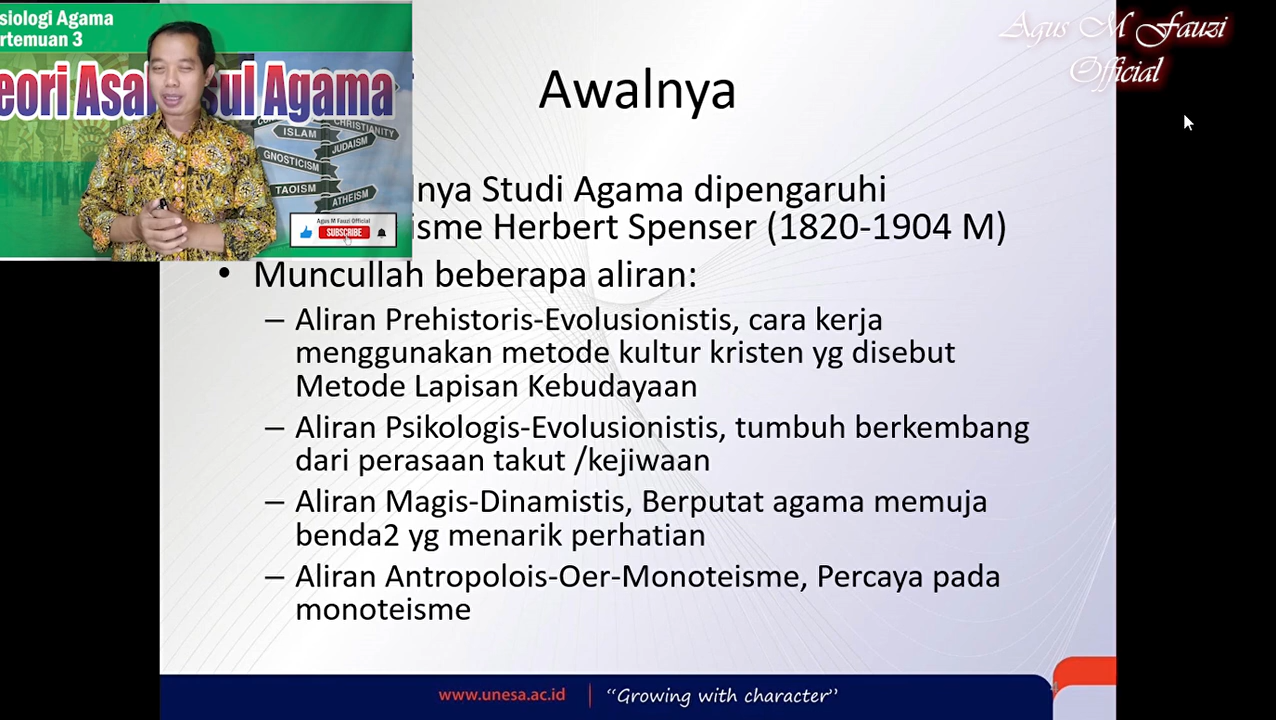 siologi Agama
rtemuan 3
eori Asal sul Agama
ISLAM
CHRISTIANITY
JUDAISM
GNOSTICISM
TAOISM
ATHEISM
Agus M Fauzi Official
SUBSCRIBE
Agus M Fauzi
Official
Awalnya
lnya Studi Agama dipengaruhi
isme Herbert Spenser (1820-1904 M)
• Muncullah beberapa aliran:
– Aliran Prehistoris-Evolusionistis, cara kerja
menggunakan metode kultur kristen yg disebut
Metode Lapisan Kebudayaan
– Aliran Psikologis-Evolusionistis, tumbuh berkembang
dari perasaan takut /kejiwaan
– Aliran Magis-Dinamistis, Berputat agama memuja
benda2 yg menarik perhatian
– Aliran Antropolois-Oer-Monoteisme, Percaya pada
monoteisme
www.unesa.ac.id | “Growing with character”